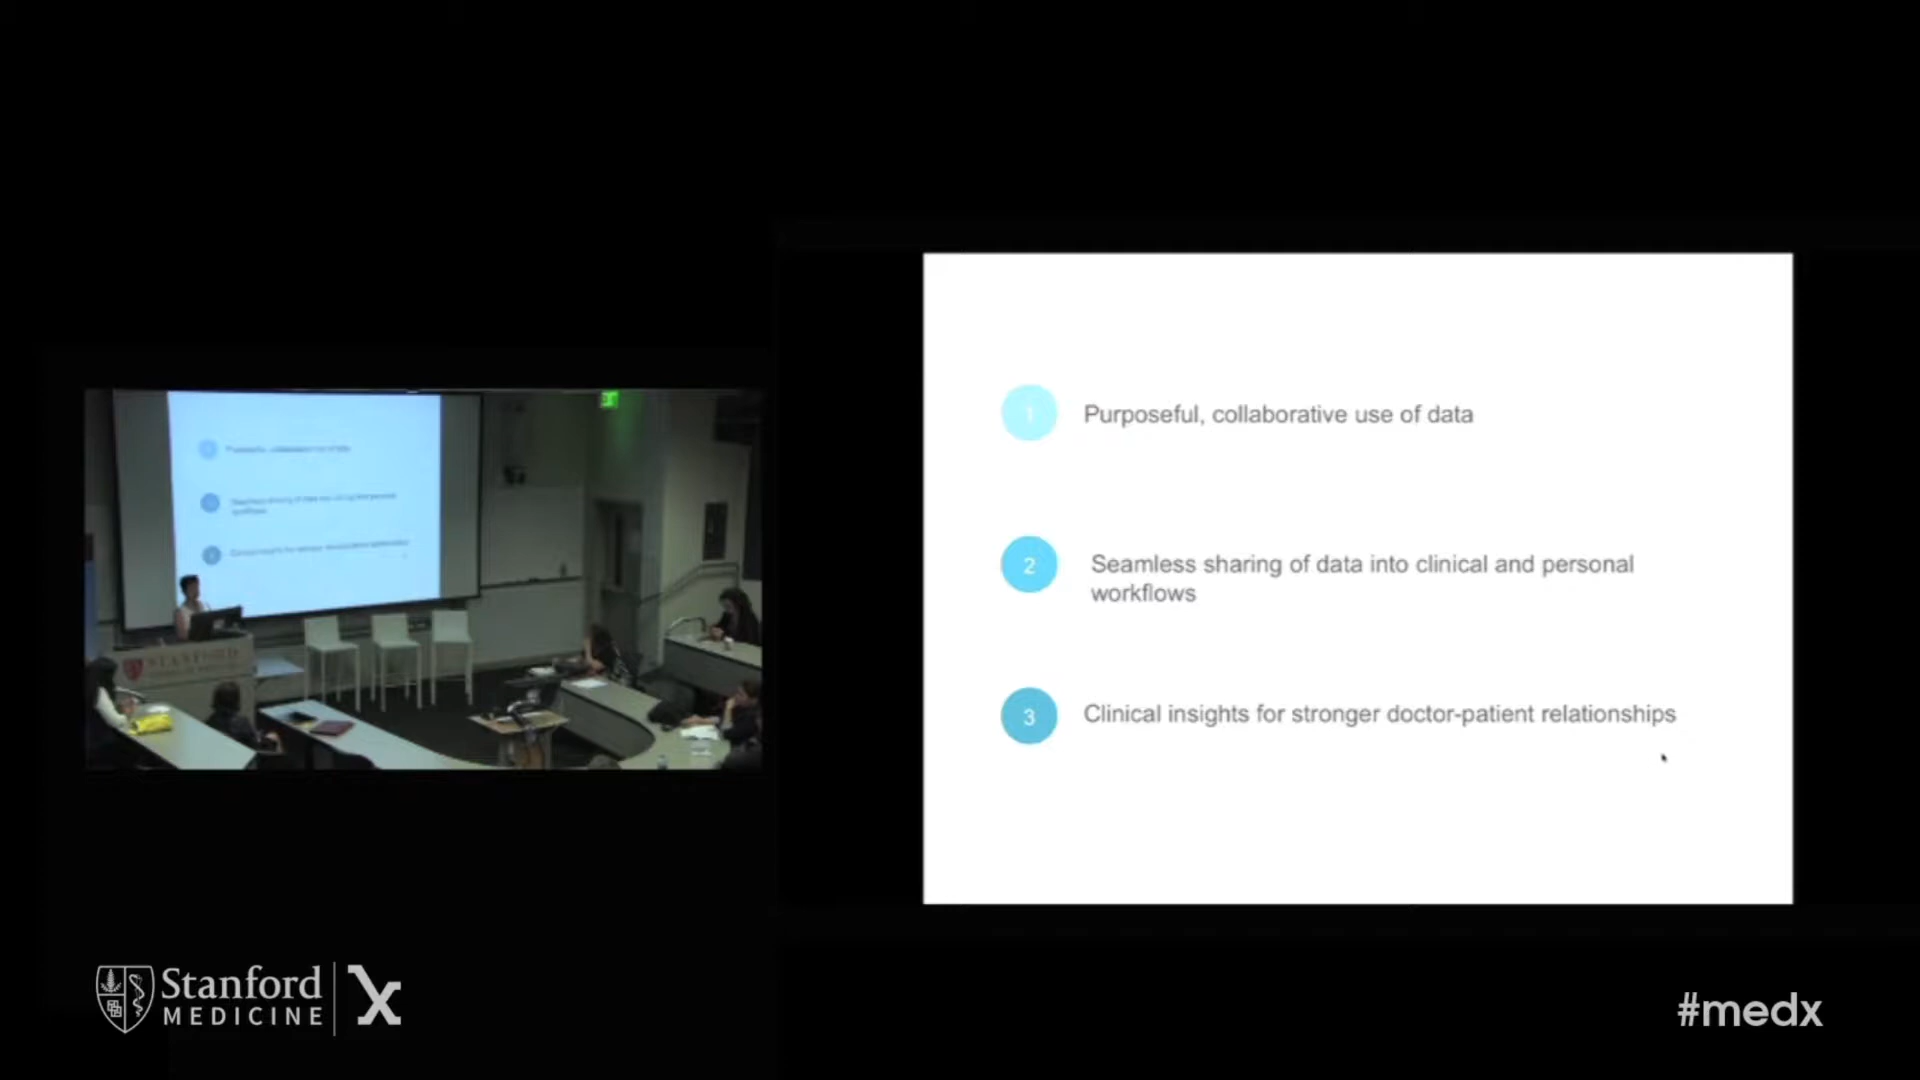 1
Purposeful, collaborative use of data
2
Seamless sharing of data into clinical and personal
workflows
3
Clinical insights for stronger doctor-patient relationships
STANFORD
Stanford
MEDICINE
X
#medx